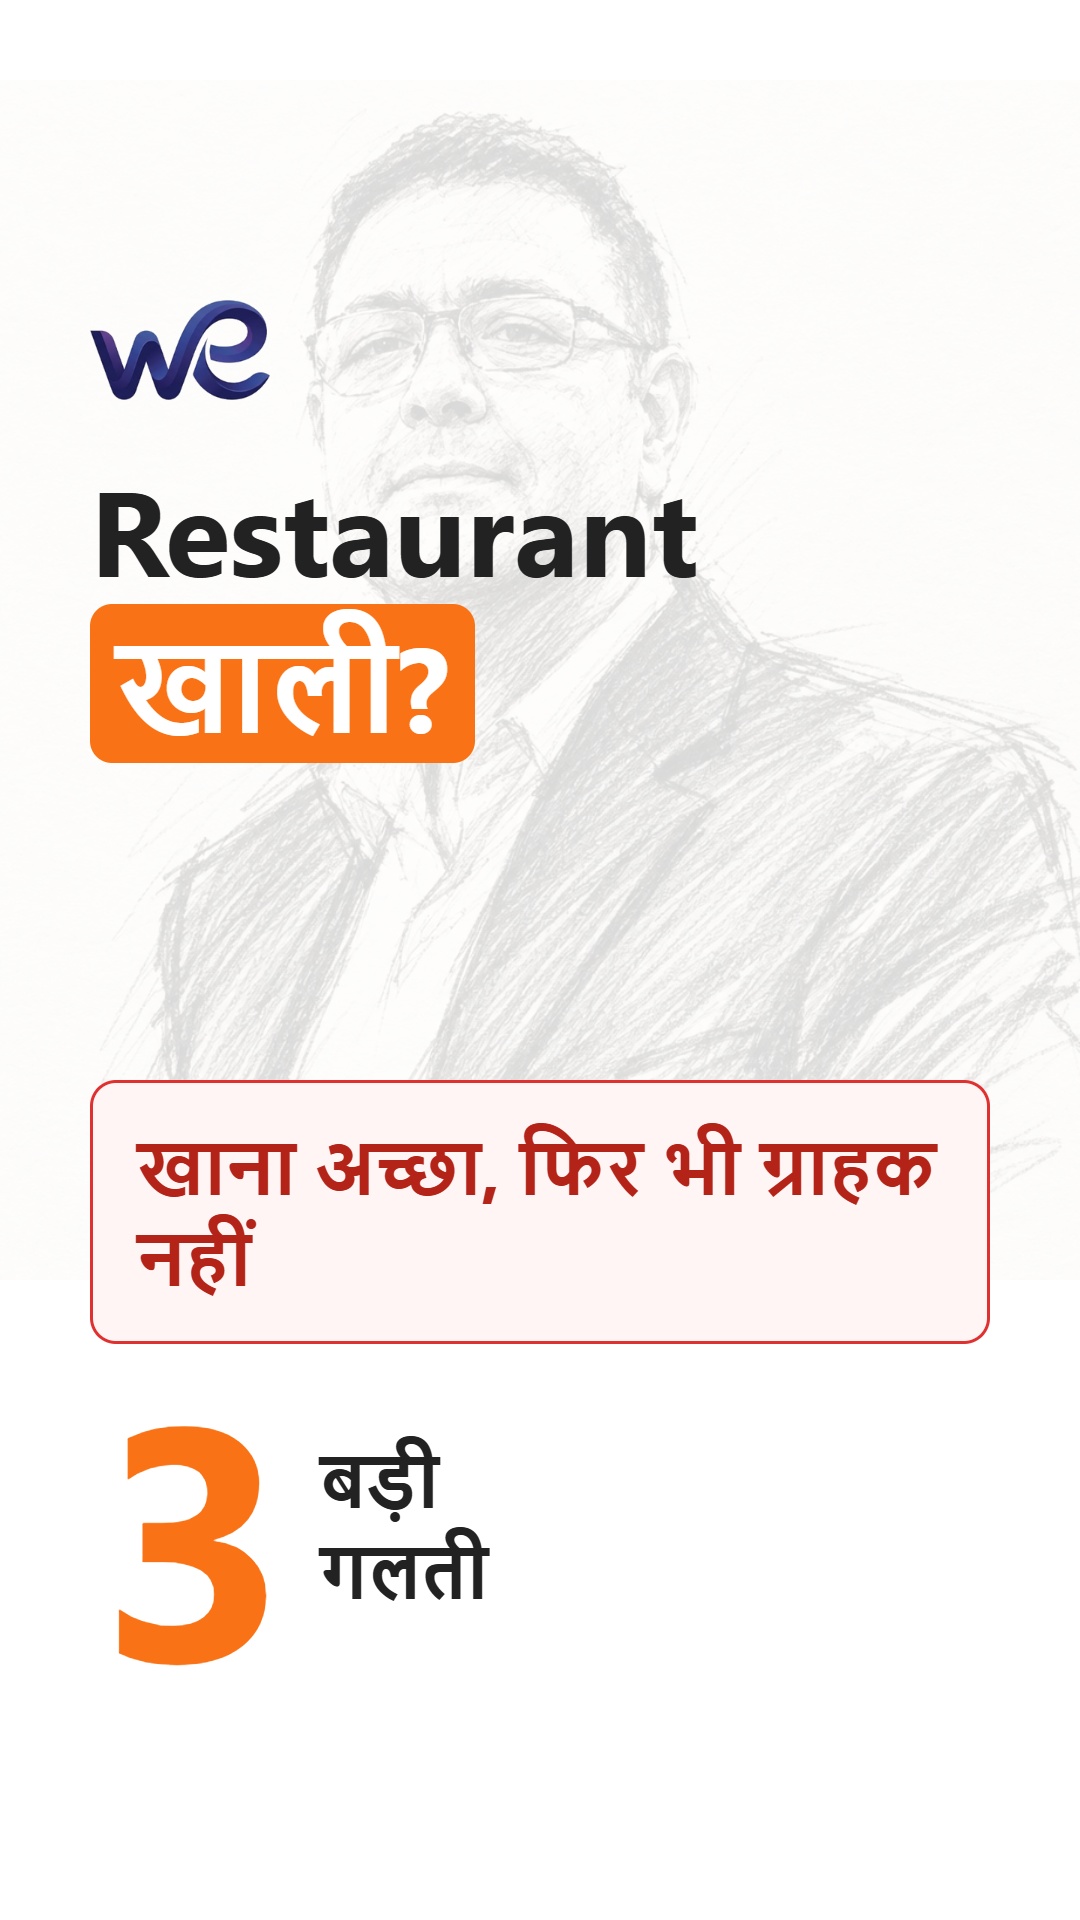 we
Restaurant
खाली?
खाना अच्छा, फिर भी ग्राहक
नहीं
3
बड़ी
गलती